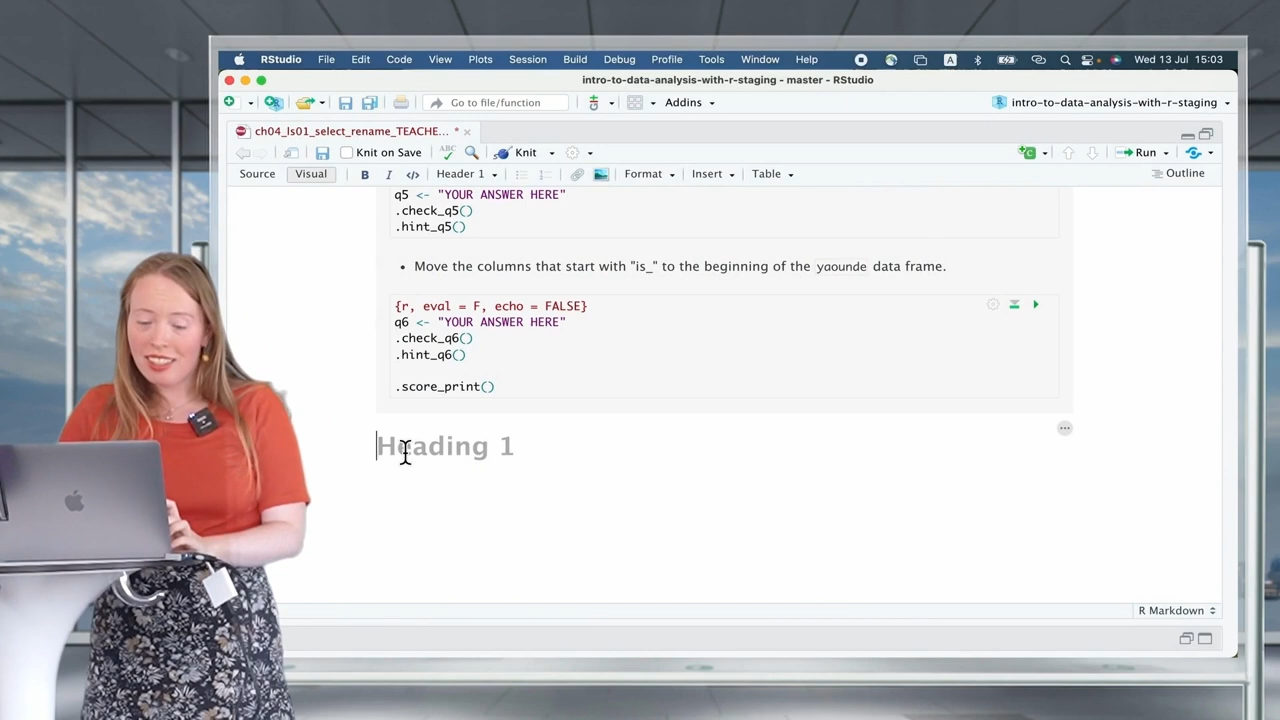 RStudio File Edit Code View Plots Session Build Debug Profile Tools Window Help A Wed 13 Jul 15:03
intro-to-data-analysis-with-r-staging - master - RStudio
Go to file/function Addins intro-to-data-analysis-with-r-staging
ch04_ls01_select_rename_TEACHE... *
Knit on Save ABC Knit Run
Source Visual B I Header 1 Format Insert Table Outline
q5 <- "YOUR ANSWER HERE"
.check_q5()
.hint_q5()
• Move the columns that start with "is_" to the beginning of the yaounde data frame.
{r, eval = F, echo = FALSE}
q6 <- "YOUR ANSWER HERE"
.check_q6()
.hint_q6()
.score_print()
Heading 1
R Markdown